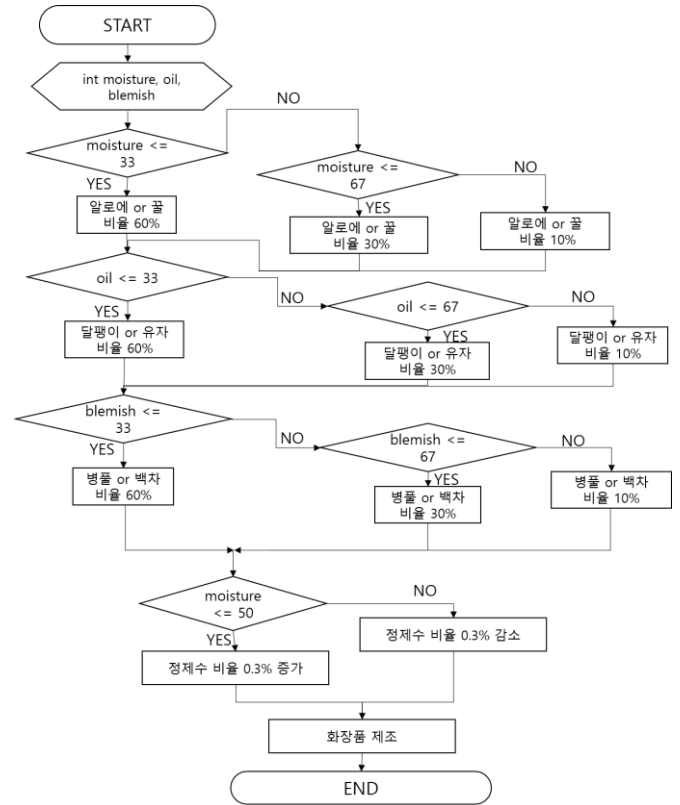 START
int moisture, oil,
blemish
NO
moisture <=
33
YES
moisture <=
67
NO
YES
알로에 or 꿀
비율 60%
알로에 or 꿀
비율 30%
알로에 or 꿀
비율 10%
oil <= 33
NO
YES
oil <= 67
NO
YES
달팽이 or 유자
비율 60%
달팽이 or 유자
비율 30%
달팽이 or 유자
비율 10%
blemish <=
33
NO
YES
blemish <=
67
NO
YES
병풀 or 백차
비율 60%
병풀 or 백차
비율 30%
병풀 or 백차
비율 10%
moisture
<= 50
NO
YES
정제수 비율 0.3% 감소
정제수 비율 0.3% 증가
화장품 제조
END